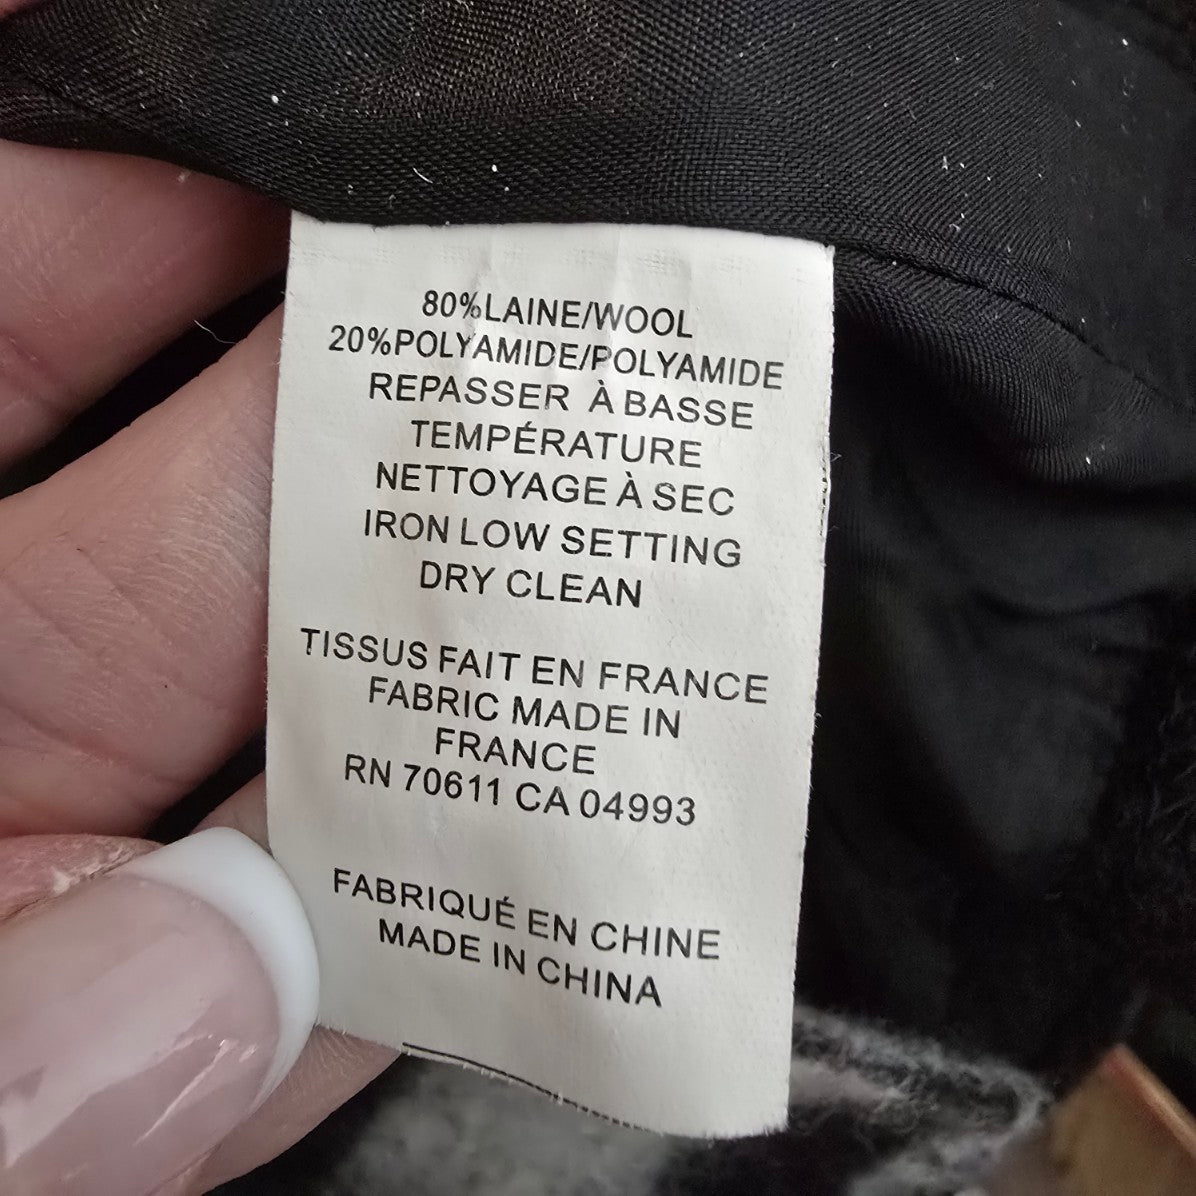 80%LAINE/WOOL
20%POLYAMIDE/POLYAMIDE
REPASSER À BASSE
TEMPÉRATURE
NETTOYAGE À SEC
IRON LOW SETTING
DRY CLEAN
TISSUS FAIT EN FRANCE
FABRIC MADE IN
FRANCE
RN 70611 CA 04993
FABRIQUÉ EN CHINE
MADE IN CHINA